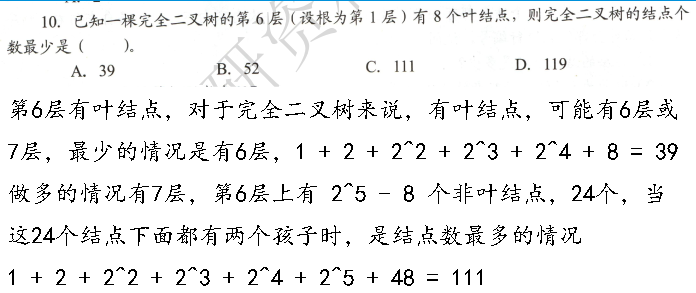 10. 已知一棵完全二叉树的第6层(设根为第1层)有8个叶结点，则完全二叉树的结点个
数最少是( )。
A. 39 B. 52 C. 111 D. 119
研资
第6层有叶结点，对于完全二叉树来说，有叶结点，可能有6层或
7层，最少的情况是有6层，1 + 2 + 2^2 + 2^3 + 2^4 + 8 = 39
做多的情况有7层，第6层上有 2^5 - 8 个非叶结点，24个，当
这24个结点下面都有两个孩子时，是结点数最多的情况
1 + 2 + 2^2 + 2^3 + 2^4 + 2^5 + 48 = 111